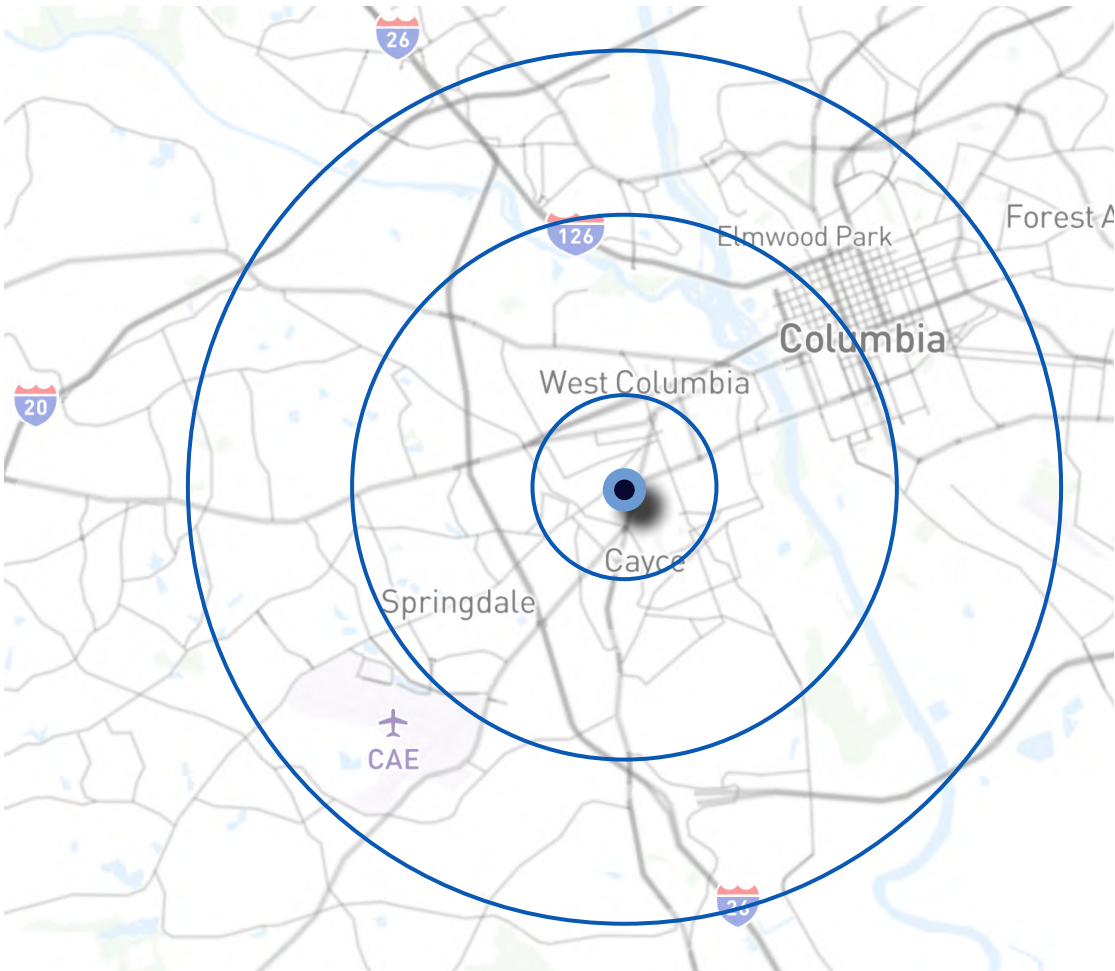 26
Forest A
126
Elmwood Park
Columbia
West Columbia
20
Cayce
Springdale
CAE
26